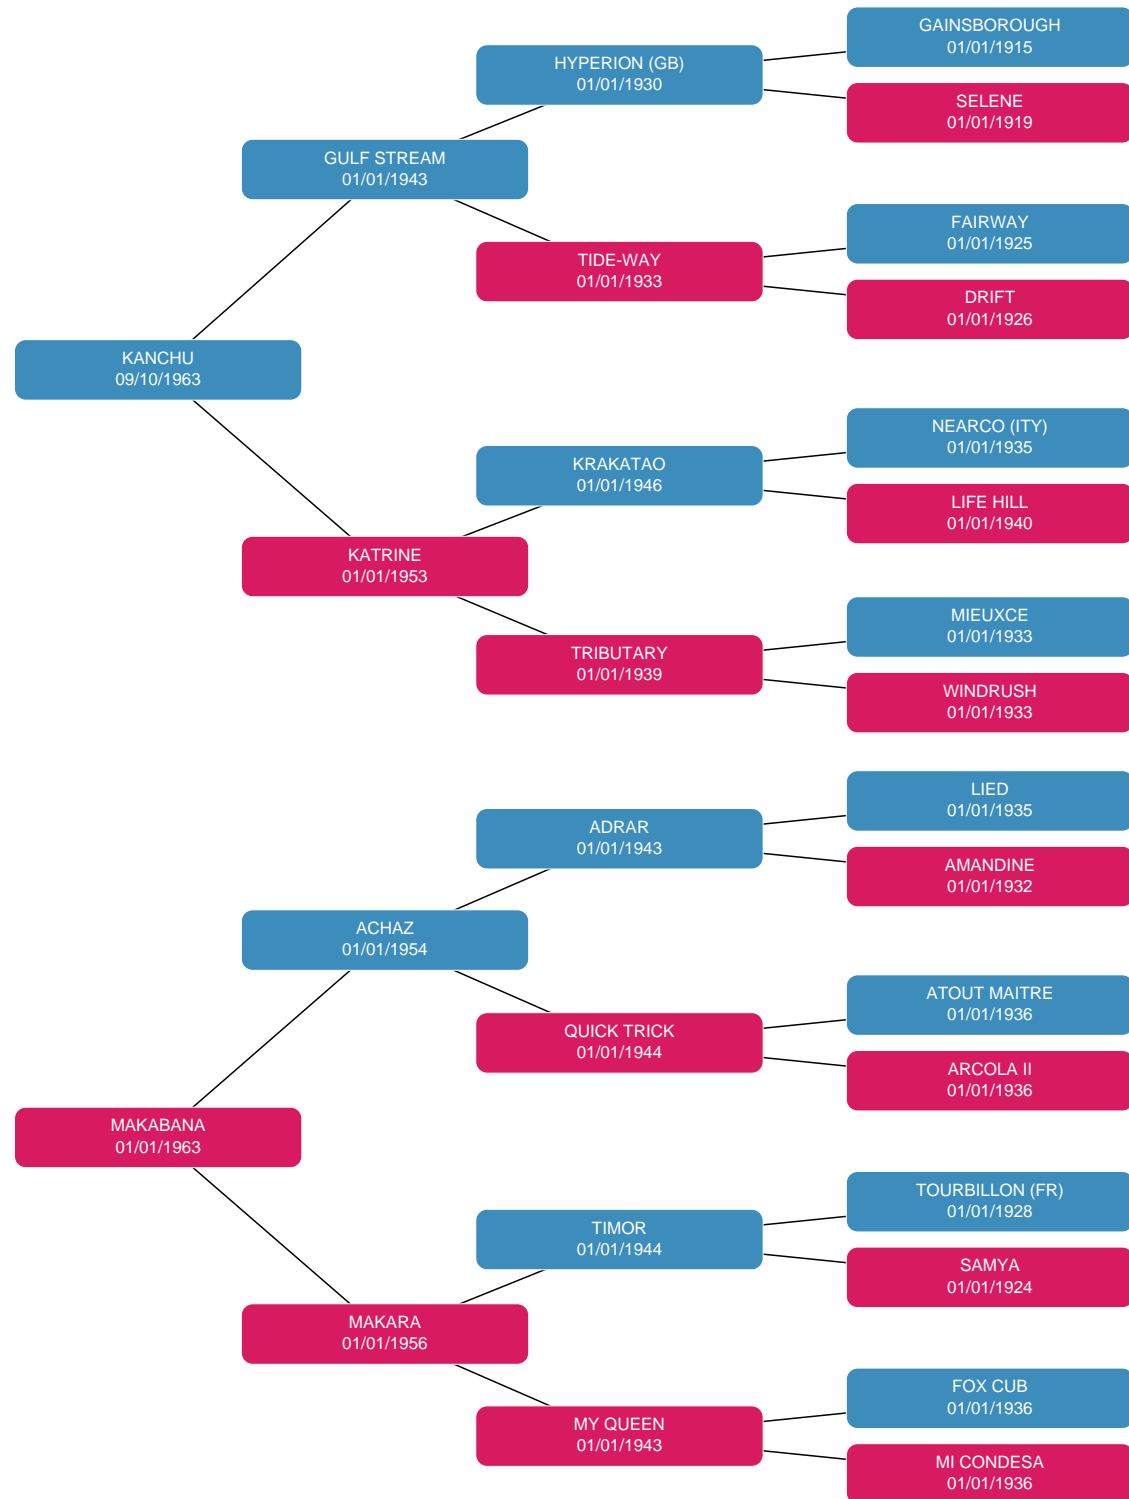 GAINSBOROUGH
01/01/1915
HYPERION (GB)
01/01/1930
SELENE
01/01/1919
GULF STREAM
01/01/1943
FAIRWAY
01/01/1925
TIDE-WAY
01/01/1933
DRIFT
01/01/1926
KANCHU
09/10/1963
NEARCO (ITY)
01/01/1935
KRAKATAO
01/01/1946
LIFE HILL
01/01/1940
KATRINE
01/01/1953
MIEUXCE
01/01/1933
TRIBUTARY
01/01/1939
WINDRUSH
01/01/1933
LIED
01/01/1935
ADRAR
01/01/1943
AMANDINE
01/01/1932
ACHAZ
01/01/1954
ATOUT MAITRE
01/01/1936
QUICK TRICK
01/01/1944
ARCOLA II
01/01/1936
MAKABANA
01/01/1963
TOURBILLON (FR)
01/01/1928
TIMOR
01/01/1944
SAMYA
01/01/1924
MAKARA
01/01/1956
FOX CUB
01/01/1936
MY QUEEN
01/01/1943
MI CONDESA
01/01/1936